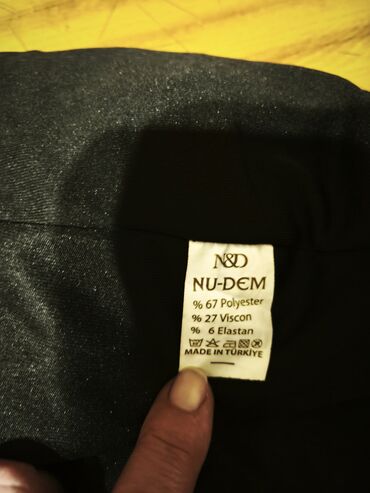 N&D
NU-DEM
% 67 Polyester
% 27 Viscon
% 6 Elastan
MADE IN TÜRKİYE